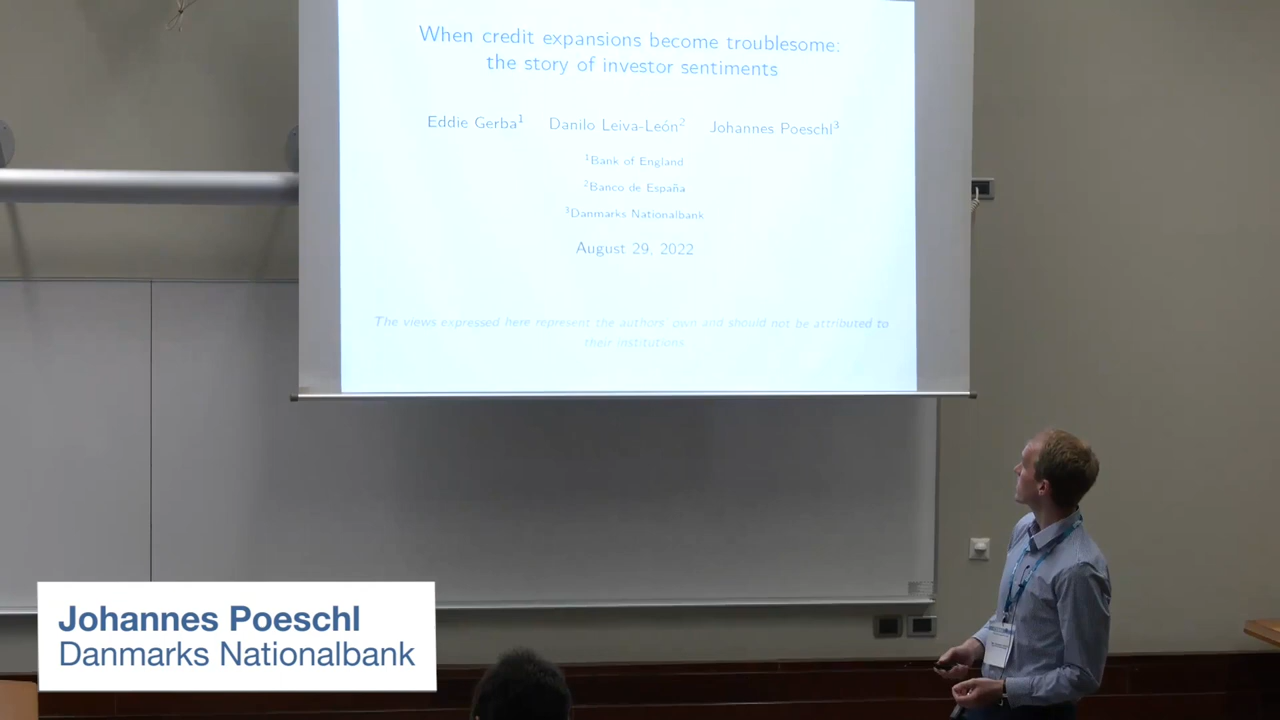 When credit expansions become troublesome:
the story of investor sentiments
Eddie Gerba¹ Danilo Leiva-León² Johannes Poeschl³
¹Bank of England
²Banco de España
³Danmarks Nationalbank
August 29, 2022
The views expressed here represent the authors' own and should not be attributed to
their institutions
Johannes Poeschl
Danmarks Nationalbank